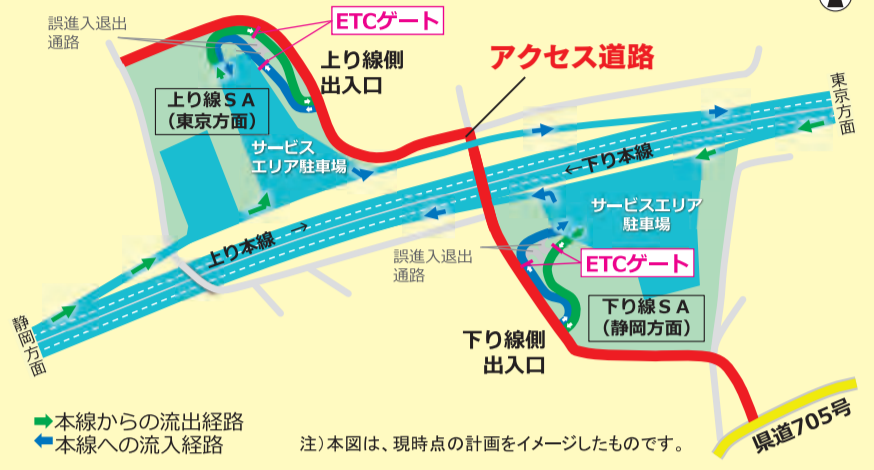 誤進入退出
通路
ETCゲート
上り線側
出入口
アクセス道路
東京方面
上り線SA
(東京方面)
サービス
エリア駐車場
←下り本線
サービスエリア
駐車場
上り本線→
誤進入退出
通路
ETCゲート
静岡方面
下り線SA
(静岡方面)
下り線側
出入口
本線からの流出経路
本線への流入経路
注)本図は、現時点の計画をイメージしたものです。
県道705号